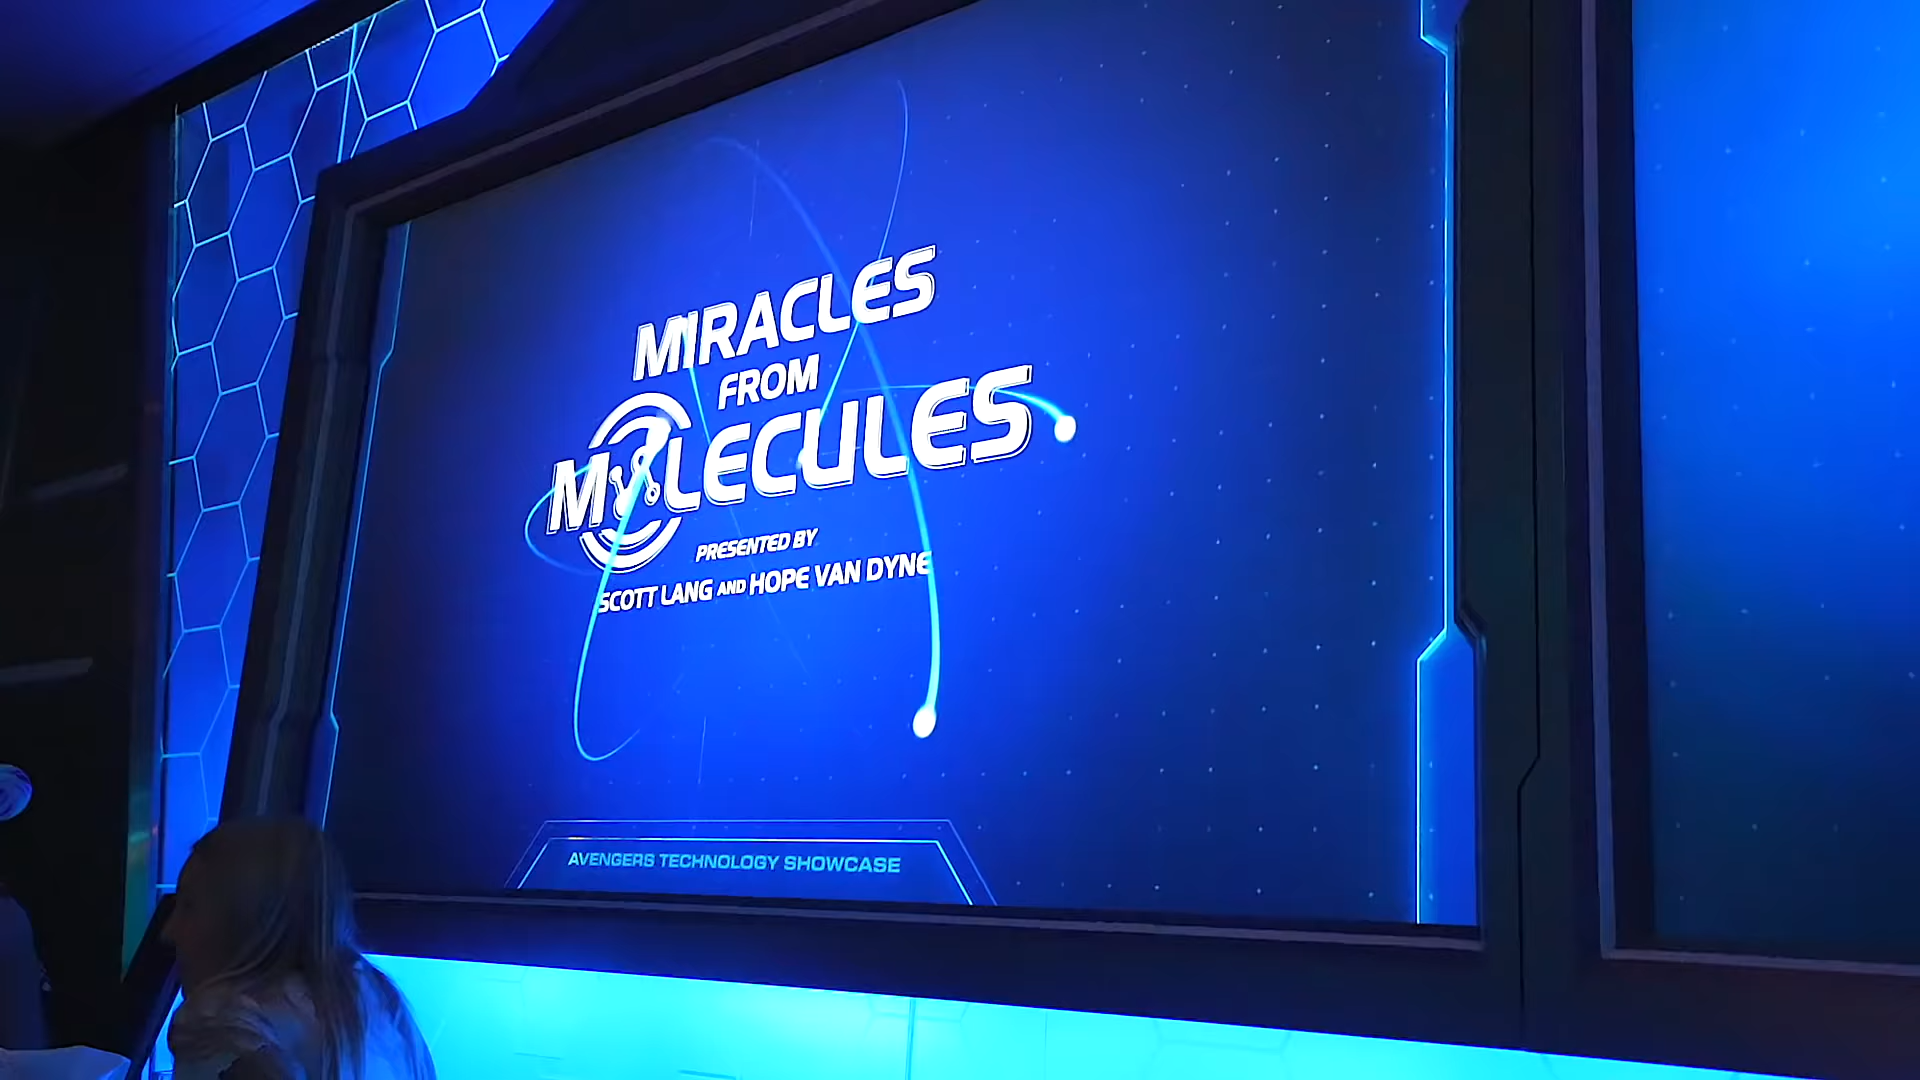 MIRACLES
FROM
MOLECULES
PRESENTED BY
SCOTT LANG AND HOPE VAN DYNE
AVENGERS TECHNOLOGY SHOWCASE